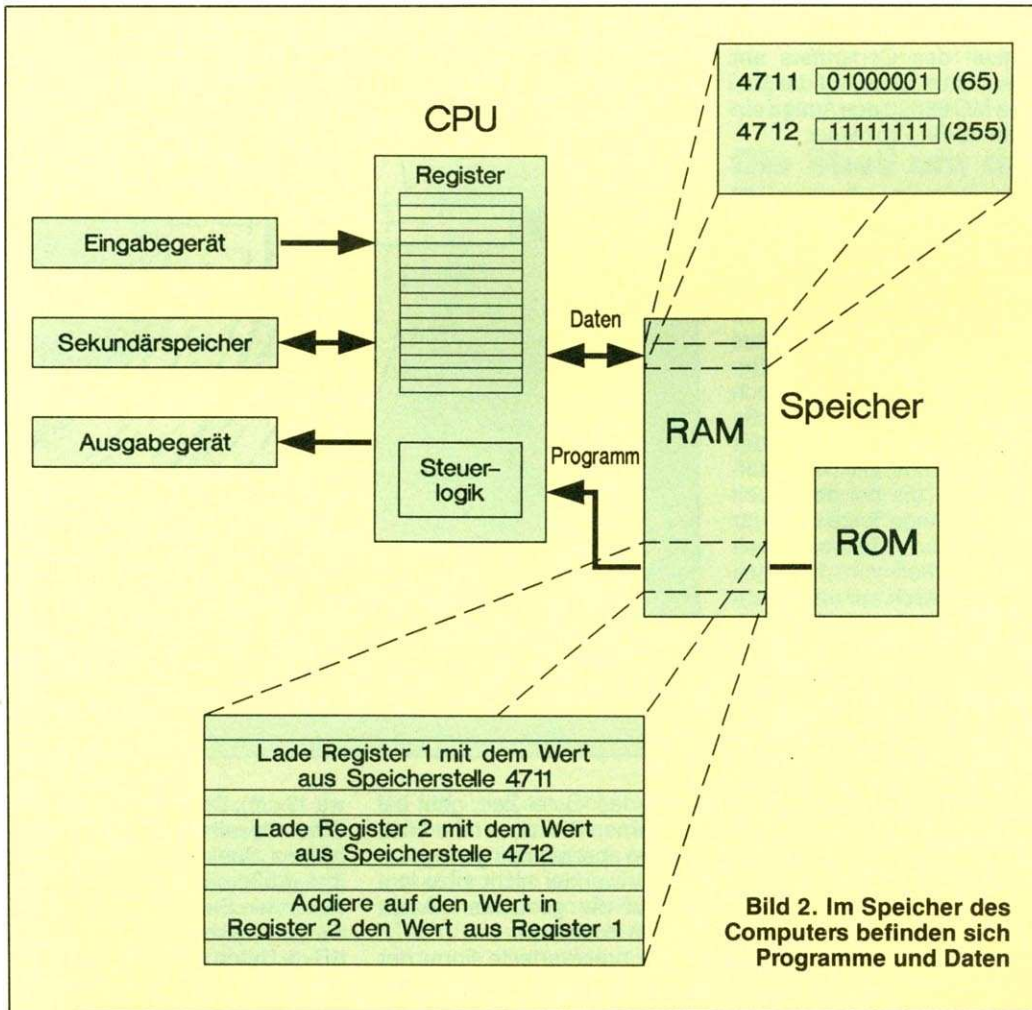 4711 01000001 (65)
4712 11111111 (255)
CPU
Register
Eingabegerät
Sekundärspeicher
Ausgabegerät
Steuer-
logik
Daten
Programm
RAM
Speicher
ROM
Lade Register 1 mit dem Wert
aus Speicherstelle 4711
Lade Register 2 mit dem Wert
aus Speicherstelle 4712
Addiere auf den Wert in
Register 2 den Wert aus Register 1
Bild 2. Im Speicher des
Computers befinden sich
Programme und Daten